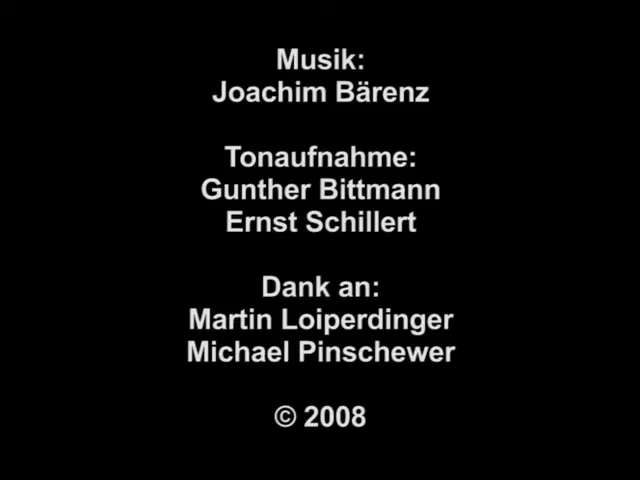 Musik:
Joachim Bärenz
Tonaufnahme:
Gunther Bittmann
Ernst Schillert
Dank an:
Martin Loiperdinger
Michael Pinschewer
© 2008